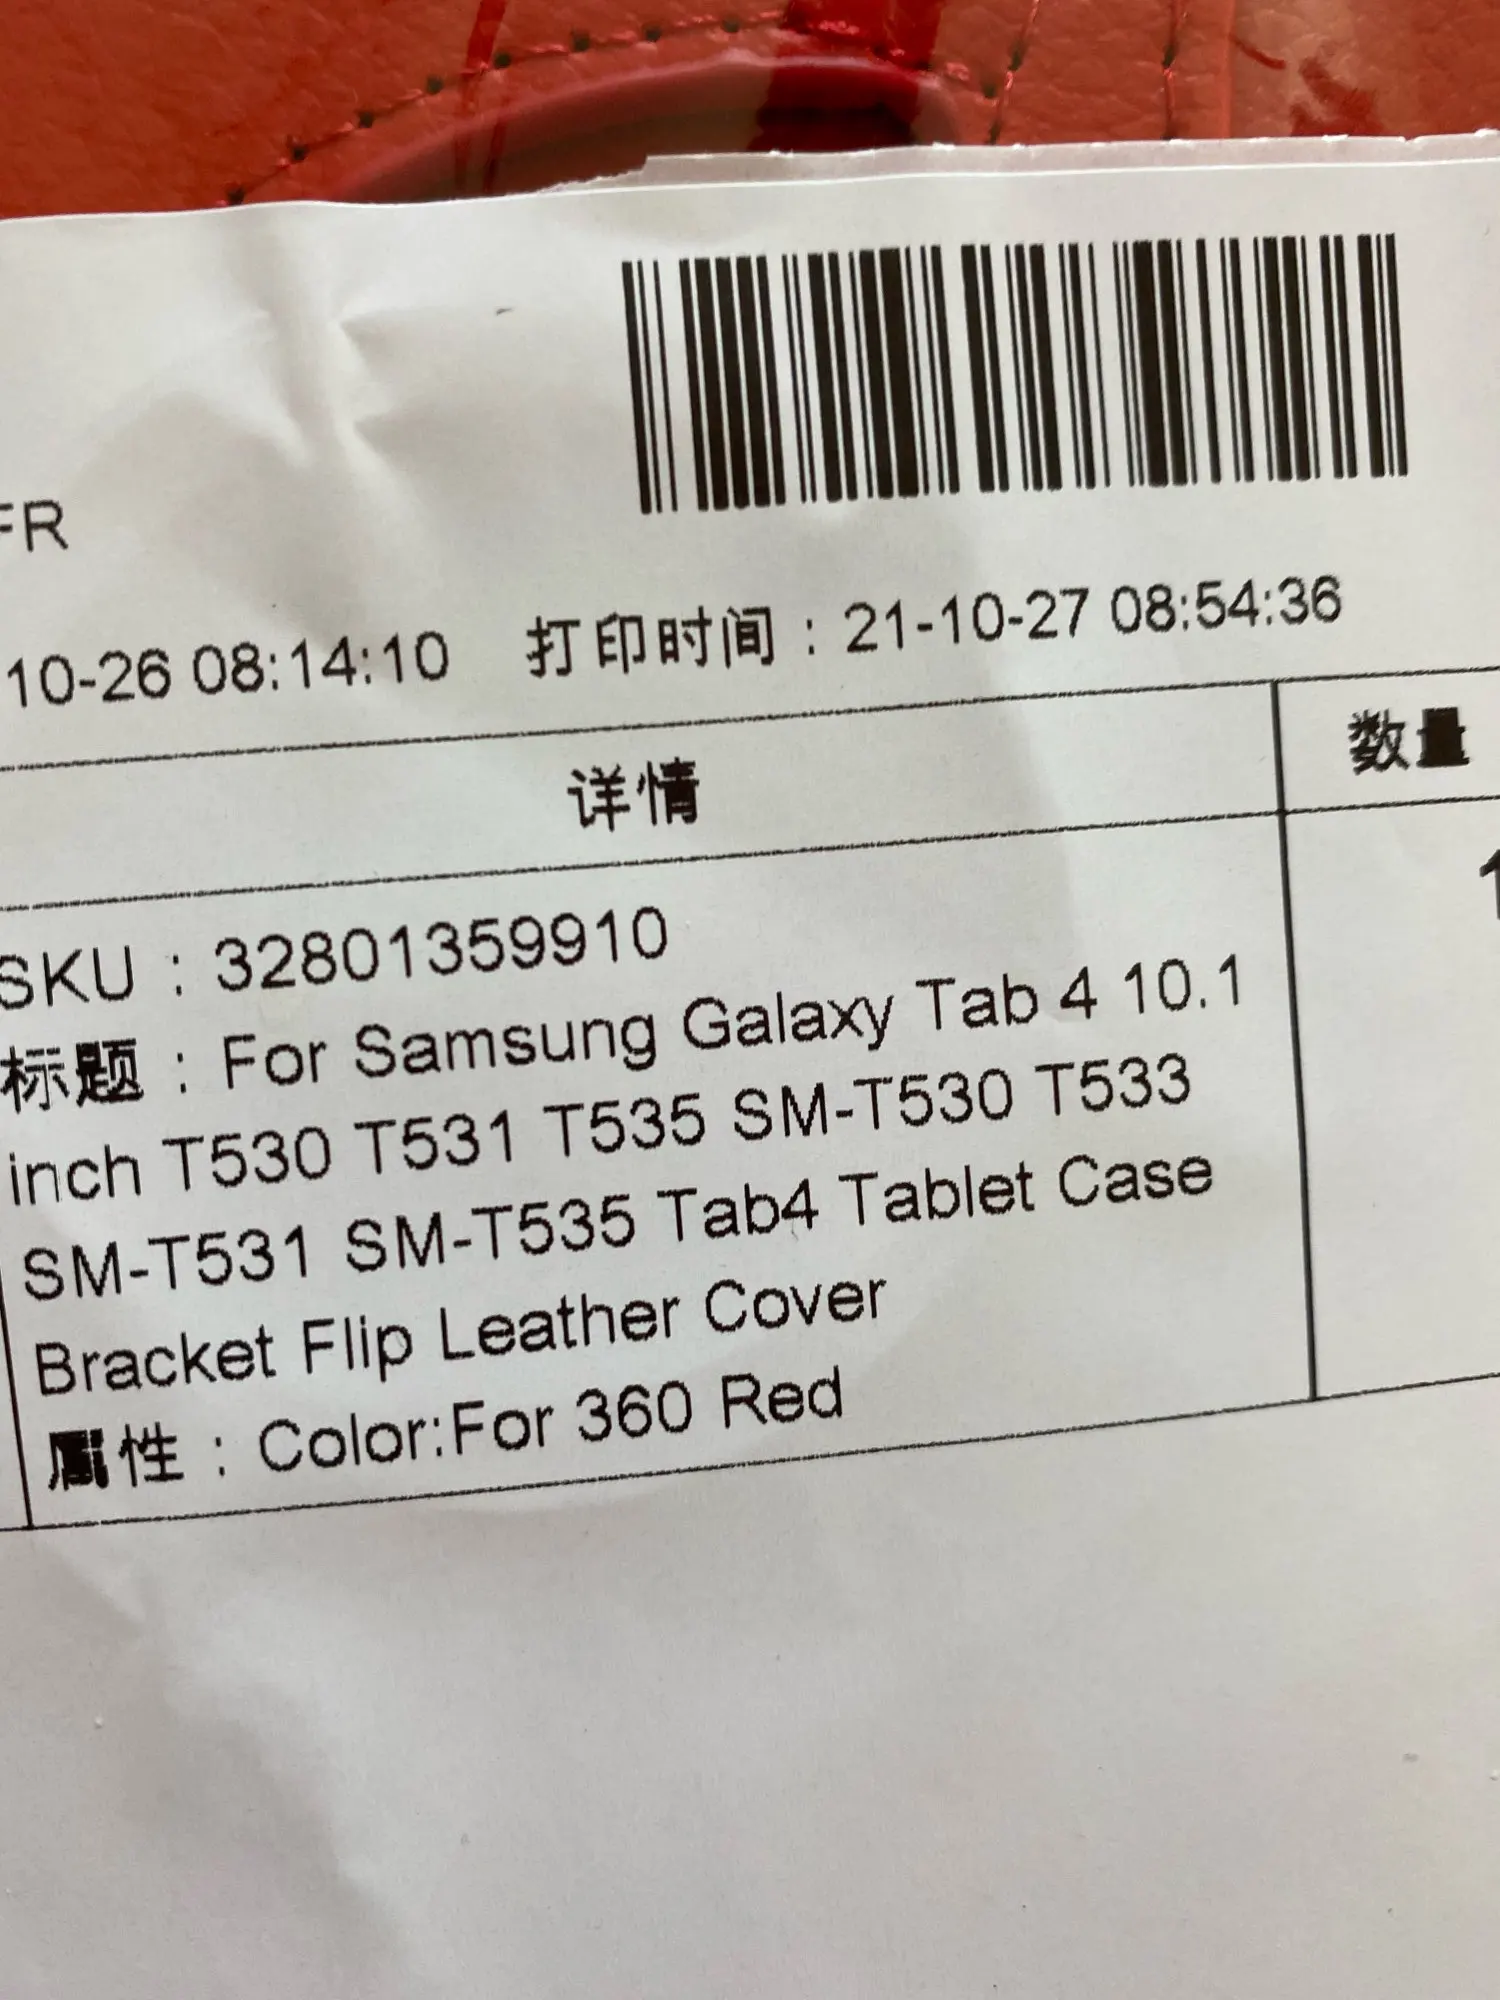 FR
10-26 08:14:10 打印时间：21-10-27 08:54:36
详情 数量
SKU：32801359910 1
标题：For Samsung Galaxy Tab 4 10.1
inch T530 T531 T535 SM-T530 T533
SM-T531 SM-T535 Tab4 Tablet Case
Bracket Flip Leather Cover
属性：Color:For 360 Red